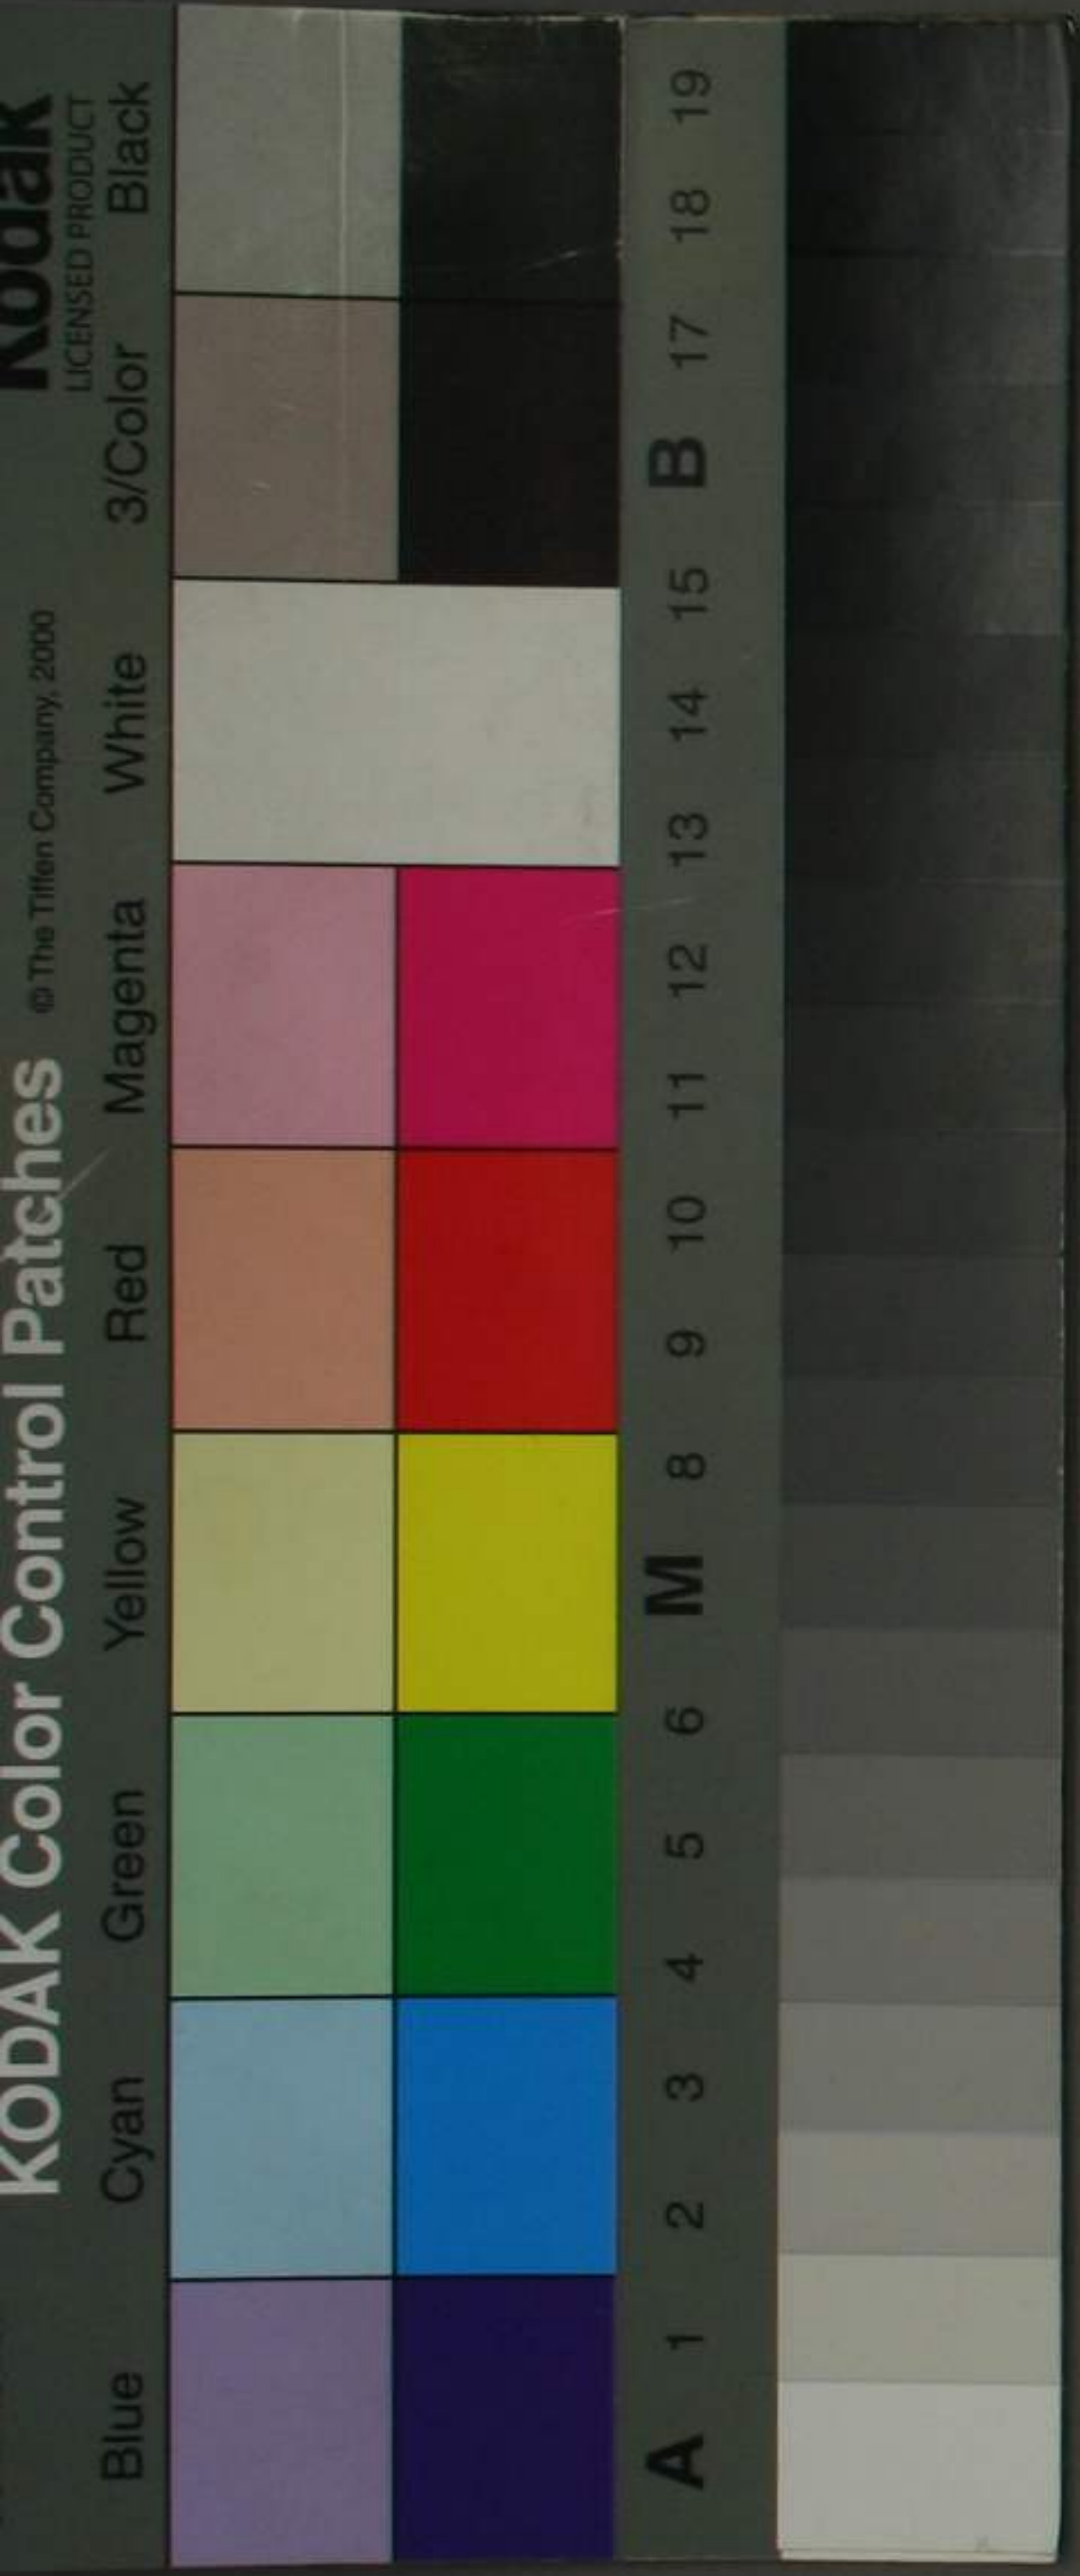 KODAK Color Control Patches
© The Tiffen Company, 2000
Kodak
LICENSED PRODUCT
Blue Cyan Green Yellow Red Magenta White 3/Color Black
A 1 2 3 4 5 6 M 8 9 10 11 12 13 14 15 B 17 18 19